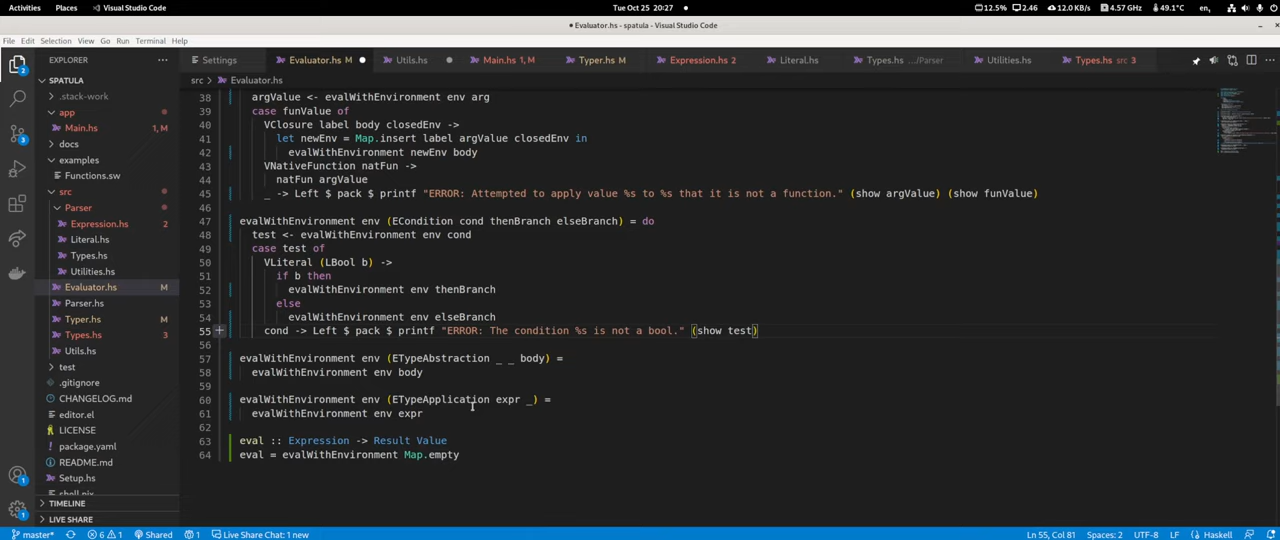 Activities Places Visual Studio Code Tue Oct 25 20:27 12.5% 2.46 12.0 KB/s 4.57 GHz 49.1°C en,
● Evaluator.hs - spatula - Visual Studio Code
File Edit Selection View Go Run Terminal Help
EXPLORER ··· Settings Evaluator.hs M ● Utils.hs ● Main.hs 1, M Typer.hs M Expression.hs 2 Literal.hs Types.hs .../Parser Utilities.hs Types.hs src 3
SPATULA
src > Evaluator.hs
.stack-work
app
Main.hs 1, M
docs
examples
Functions.sw
src
Parser
Expression.hs 2
Literal.hs
Types.hs
Utilities.hs
Evaluator.hs M
Parser.hs
Typer.hs M
Types.hs 3
Utils.hs
test
.gitignore
CHANGELOG.md
editor.el
LICENSE
package.yaml
README.md
Setup.hs
shell.nix
TIMELINE
LIVE SHARE
38 argValue <- evalWithEnvironment env arg
39 case funValue of
40 VClosure label body closedEnv ->
41 let newEnv = Map.insert label argValue closedEnv in
42 evalWithEnvironment newEnv body
43 VNativeFunction natFun ->
44 natFun argValue
45 _ -> Left $ pack $ printf "ERROR: Attempted to apply value %s to %s that it is not a function." (show argValue) (show funValue)
46
47 evalWithEnvironment env (ECondition cond thenBranch elseBranch) = do
48 test <- evalWithEnvironment env cond
49 case test of
50 VLiteral (LBool b) ->
51 if b then
52 evalWithEnvironment env thenBranch
53 else
54 evalWithEnvironment env elseBranch
55 cond -> Left $ pack $ printf "ERROR: The condition %s is not a bool." (show test)
56
57 evalWithEnvironment env (ETypeAbstraction _ _ body) =
58 evalWithEnvironment env body
59
60 evalWithEnvironment env (ETypeApplication expr _) =
61 evalWithEnvironment env expr
62
63 eval :: Expression -> Result Value
64 eval = evalWithEnvironment Map.empty
2
3
1
master* 6 1 Shared 1 Live Share Chat: 1 new Ln 55, Col 81 Spaces: 2 UTF-8 LF Haskell